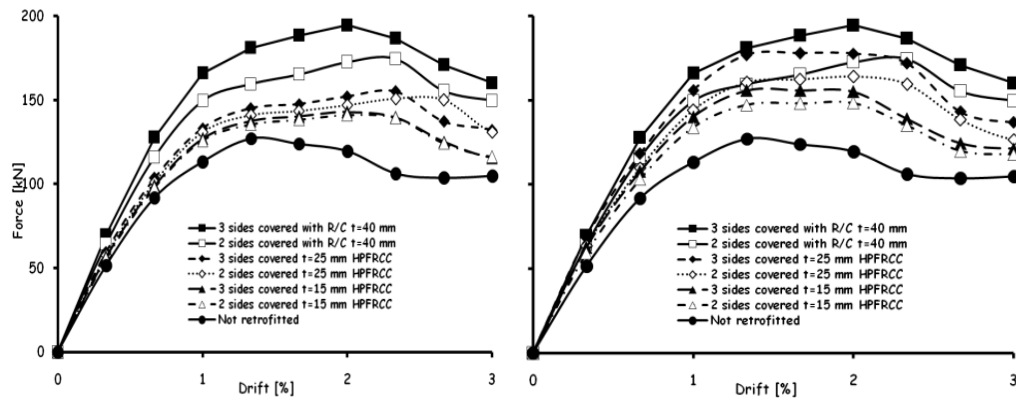 200
150
100
50
0
Force [kN]
3 sides covered with R/C t=40 mm
2 sides covered with R/C t=40 mm
3 sides covered t=25 mm HPFRCC
2 sides covered t=25 mm HPFRCC
3 sides covered t=15 mm HPFRCC
2 sides covered t=15 mm HPFRCC
Not retrofitted
0 1 2 3
Drift [%]
3 sides covered with R/C t=40 mm
2 sides covered with R/C t=40 mm
3 sides covered t=25 mm HPFRCC
2 sides covered t=25 mm HPFRCC
3 sides covered t=15 mm HPFRCC
2 sides covered t=15 mm HPFRCC
Not retrofitted
0 1 2 3
Drift [%]